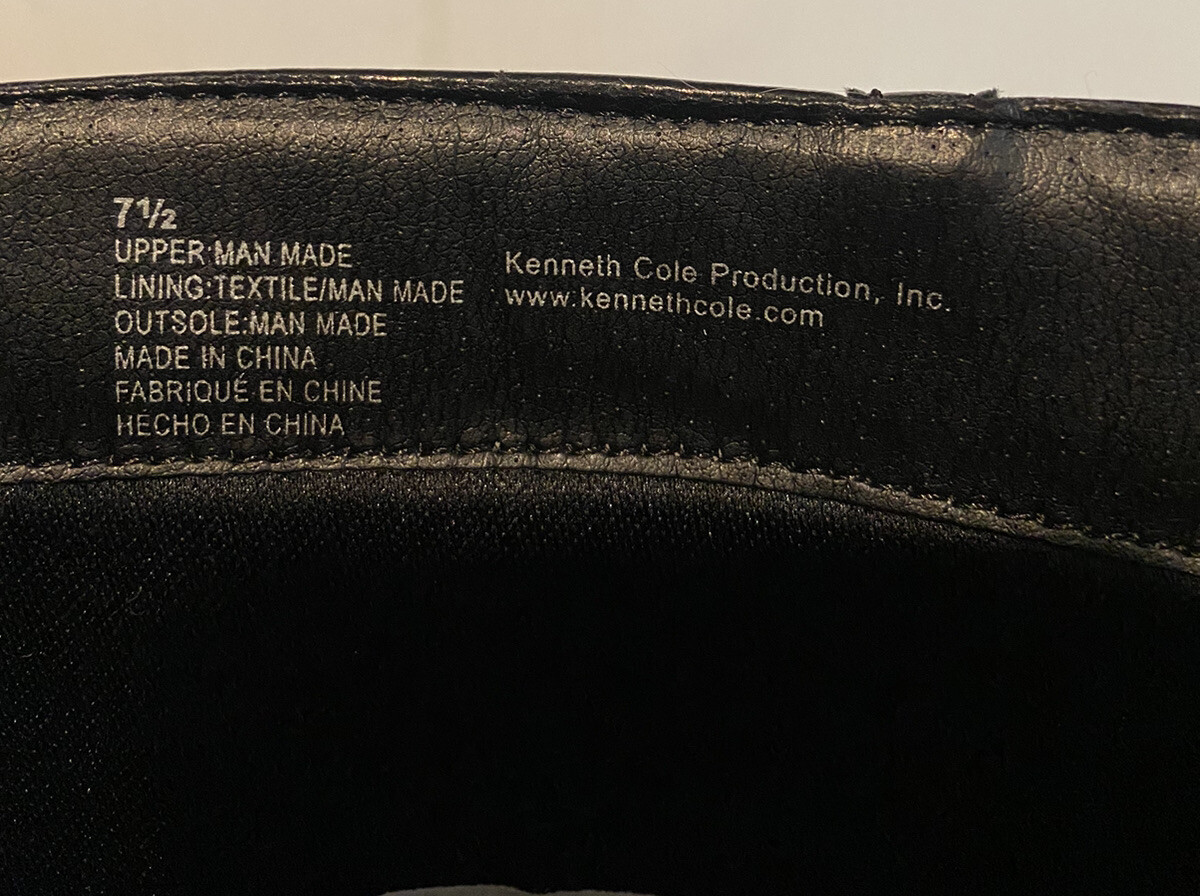 7½
UPPER:MAN MADE
LINING:TEXTILE/MAN MADE
OUTSOLE:MAN MADE
MADE IN CHINA
FABRIQUÉ EN CHINE
HECHO EN CHINA
Kenneth Cole Production, Inc.
www.kennethcole.com